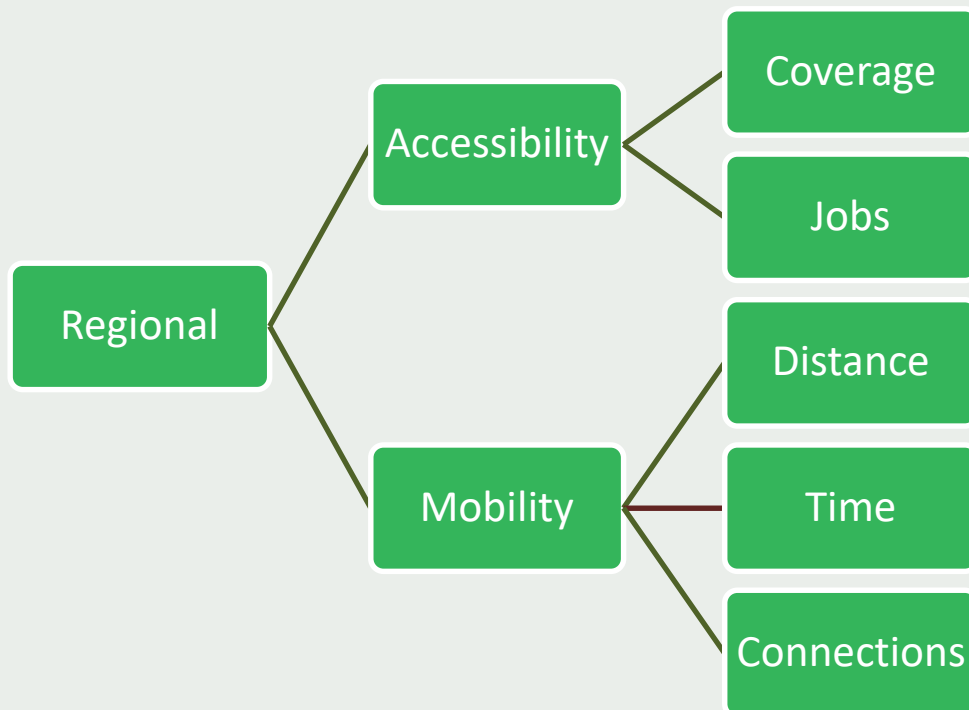 Regional
Accessibility
Coverage
Jobs
Mobility
Distance
Time
Connections